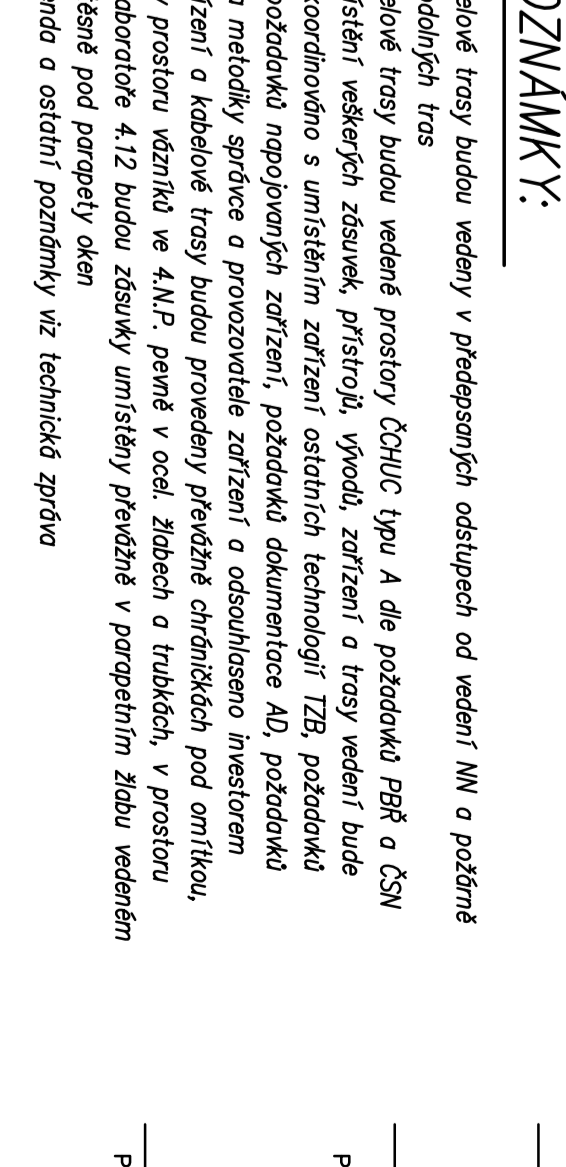 OZNÁMKY:
elové trasy budou vedeny v předepsaných odstupech od vedení NN a požárně
odolných tras
elové trasy budou vedené prostory ČCHUC typu A dle požadavků PBŘ a ČSN
ístění veškerých zásuvek, přístrojů, vývodů, zařízení a trasy vedení bude
koordinováno s umístěním zařízení ostatních technologií TZB, požadavků
požadavků napojovaných zařízení, požadavků dokumentace AD, požadavků
a metodiky správce a provozovatele zařízení a odsouhlaseno investorem
ízení a kabelové trasy budou provedeny převážně chráničkách pod omítkou,
v prostoru vázníků ve 4.N.P. pevně v ocel. žlabech a trubkách, v prostoru
aboratoře 4.12 budou zásuvky umístěny převážně v parapetním žlabu vedeném
těsně pod parapety oken
enda a ostatní poznámky viz technická zpráva
P
P